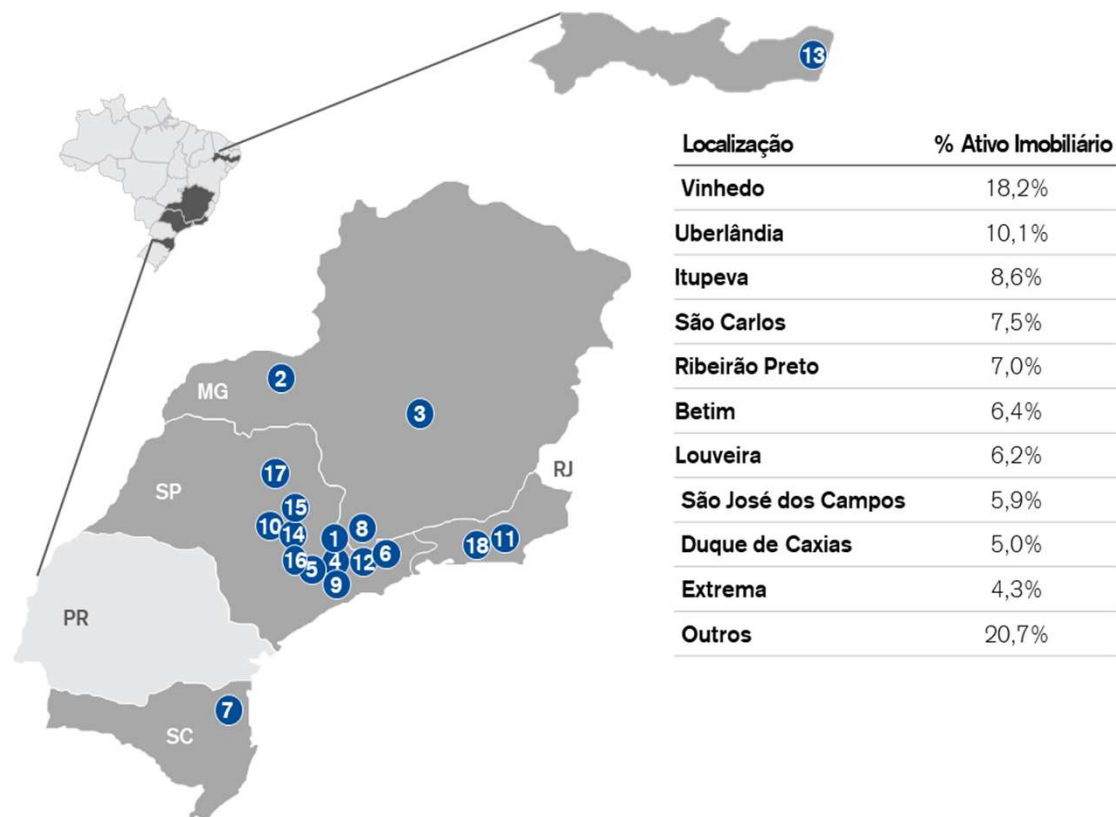 13
Localização % Ativo Imobiliário
Vinhedo 18,2%
Uberlândia 10,1%
Itupeva 8,6%
São Carlos 7,5%
Ribeirão Preto 7,0%
Betim 6,4%
Louveira 6,2%
São José dos Campos 5,9%
Duque de Caxias 5,0%
Extrema 4,3%
Outros 20,7%
MG
2
3
RJ
17
SP
15
10
14
1
8
18
11
16
5
4
12
6
9
PR
7
SC